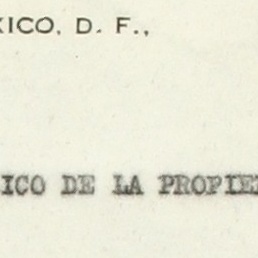 XICO, D. F.,
ICO DE LA PROPIE